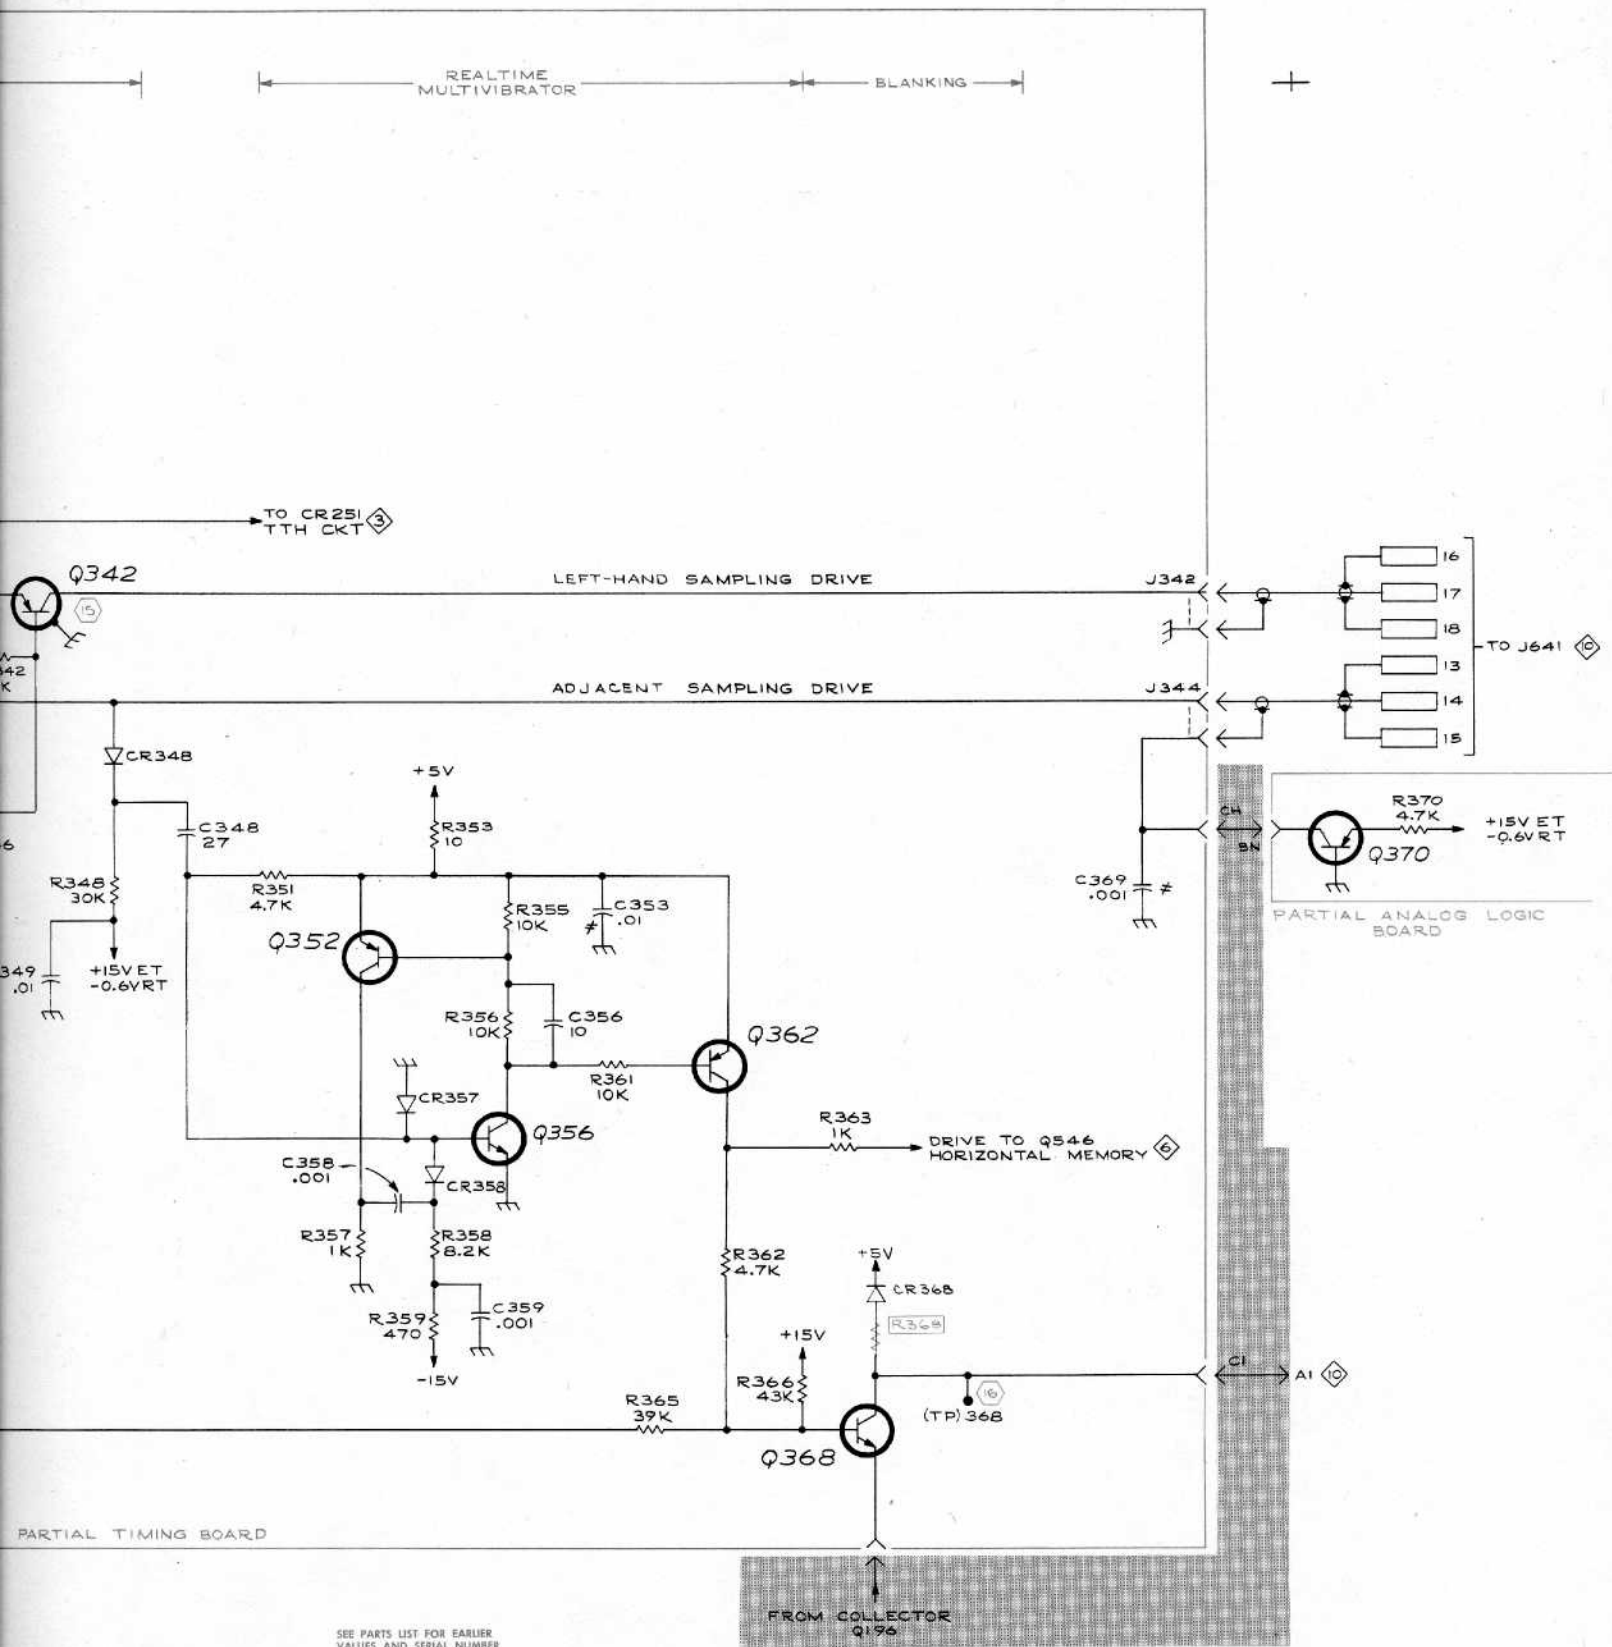 REALTIME
MULTIVIBRATOR
BLANKING
TO CR251
TTH CKT 3
Q342
15
LEFT-HAND SAMPLING DRIVE
J342
16
17
18
TO J641 10
13
14
15
342
K
ADJACENT SAMPLING DRIVE
J344
CR348
+5V
R353
10
C348
27
6
R348
30K
R351
4.7K
R355
10K
C353
.01
≠
Q352
349
.01
+15V ET
-0.6V RT
R356
10K
C356
10
Q362
R361
10K
CR357
Q356
C358
.001
CR358
R363
1K
DRIVE TO Q546
HORIZONTAL MEMORY 6
R357
1K
R358
8.2K
R362
4.7K
R359
470
C359
.001
-15V
+5V
CR368
R368
+15V
R366
43K
R365
39K
Q368
16
(TP)368
C1
A1 10
CH
BN
C369
.001
≠
R370
4.7K
+15V ET
-0.6V RT
Q370
PARTIAL ANALOG LOGIC
BOARD
PARTIAL TIMING BOARD
FROM COLLECTOR
Q196
SEE PARTS LIST FOR EARLIER
VALUES AND SERIAL NUMBER